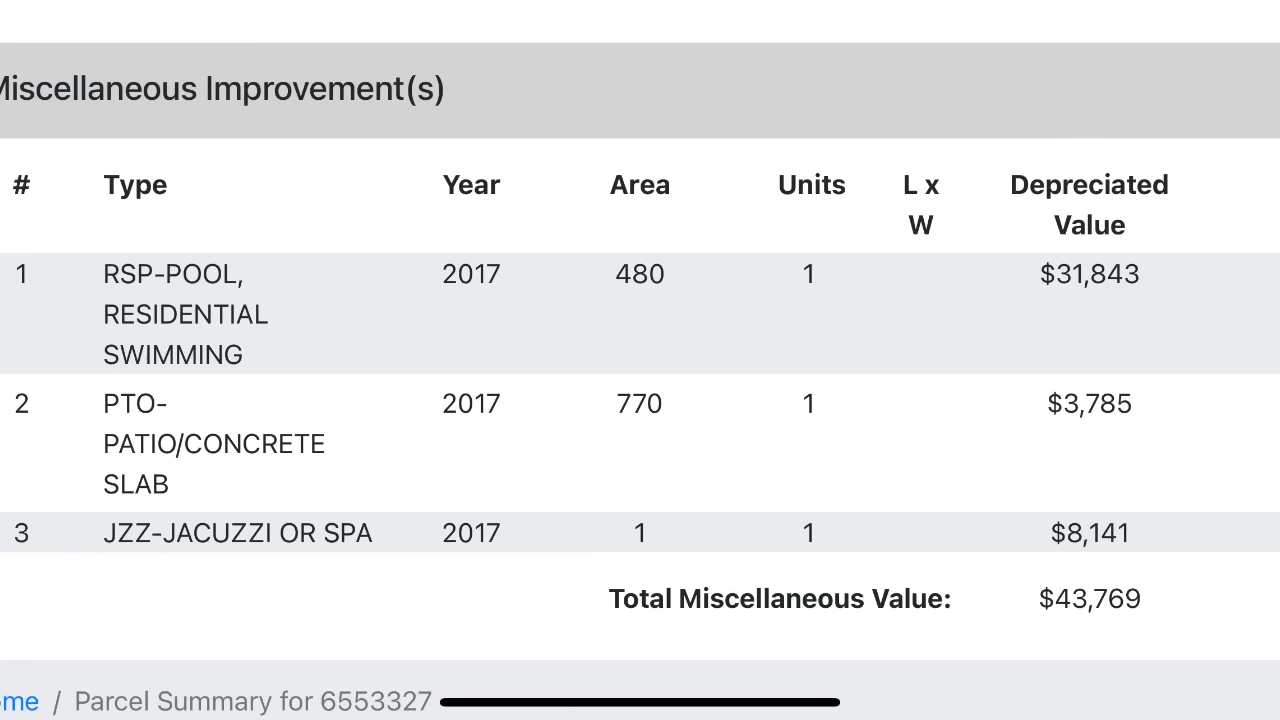 Miscellaneous Improvement(s)
# Type Year Area Units L x Depreciated
W Value
1 RSP-POOL, 2017 480 1 $31,843
RESIDENTIAL
SWIMMING
2 PTO- 2017 770 1 $3,785
PATIO/CONCRETE
SLAB
3 JZZ-JACUZZI OR SPA 2017 1 1 $8,141
Total Miscellaneous Value: $43,769
ome / Parcel Summary for 6553327